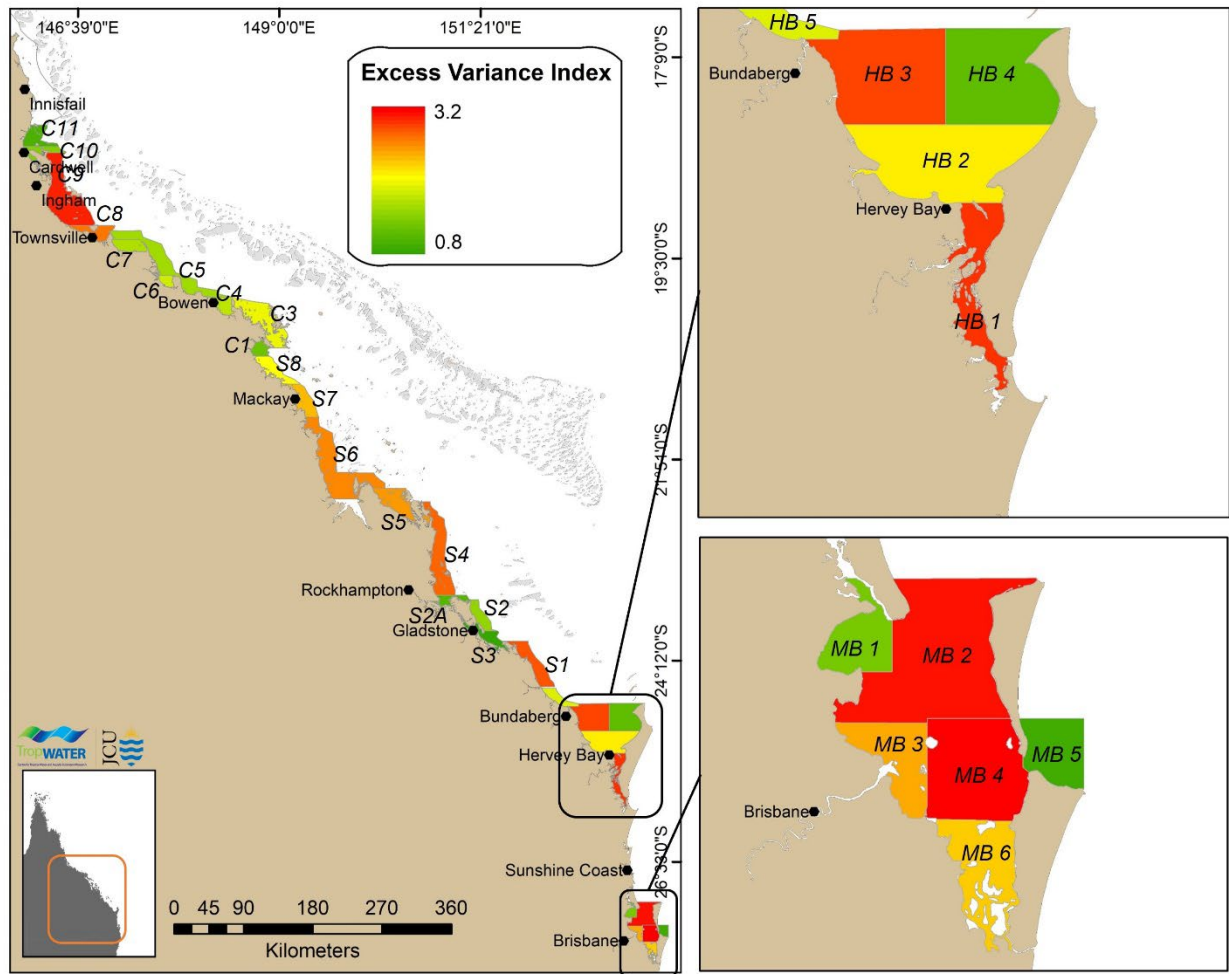 146°39'0"E
149°0'0"E
151°21'0"E
Excess Variance Index
3.2
0.8
Innisfail
C11
C10
Cardwell
C9
Ingham
C8
Townsville
C7
C5
C6
C4
Bowen
C3
C1
S8
S7
Mackay
S6
S5
S4
Rockhampton
S2
S2A
Gladstone
S3
S1
Bundaberg
Hervey Bay
Sunshine Coast
Brisbane
17°9'0"S
19°30'0"S
21°51'0"S
24°12'0"S
26°33'0"S
TropWATER
JCU
0 45 90 180 270 360
Kilometers
HB 5
Bundaberg
HB 3
HB 4
HB 2
Hervey Bay
HB 1
MB 1
MB 2
MB 3
MB 4
MB 5
Brisbane
MB 6